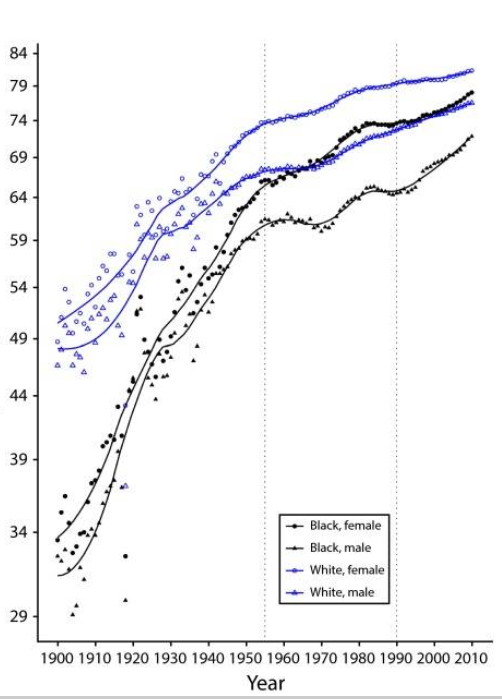 84
79
74
69
64
59
54
49
44
39
34
29
Black, female
Black, male
White, female
White, male
1900 1910 1920 1930 1940 1950 1960 1970 1980 1990 2000 2010
Year